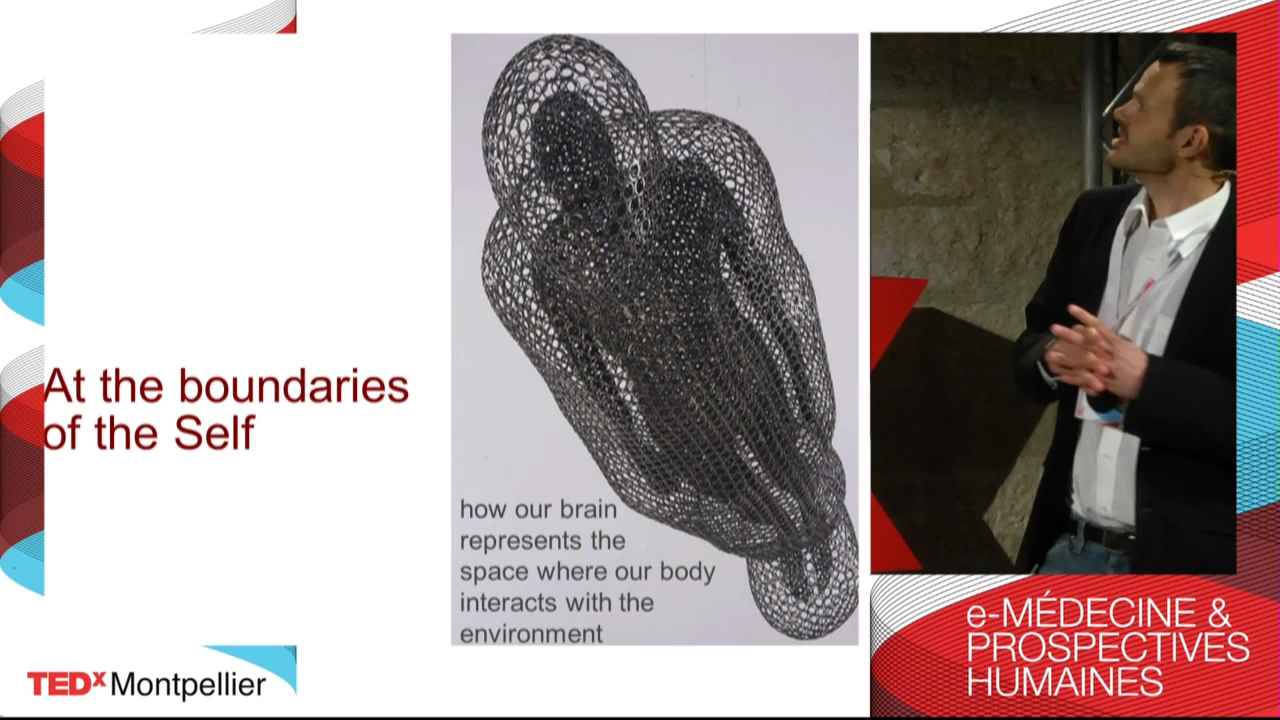 At the boundaries
of the Self
how our brain
represents the
space where our body
interacts with the
environment
TEDx Montpellier
e-MÉDECINE &
PROSPECTIVES
HUMAINES